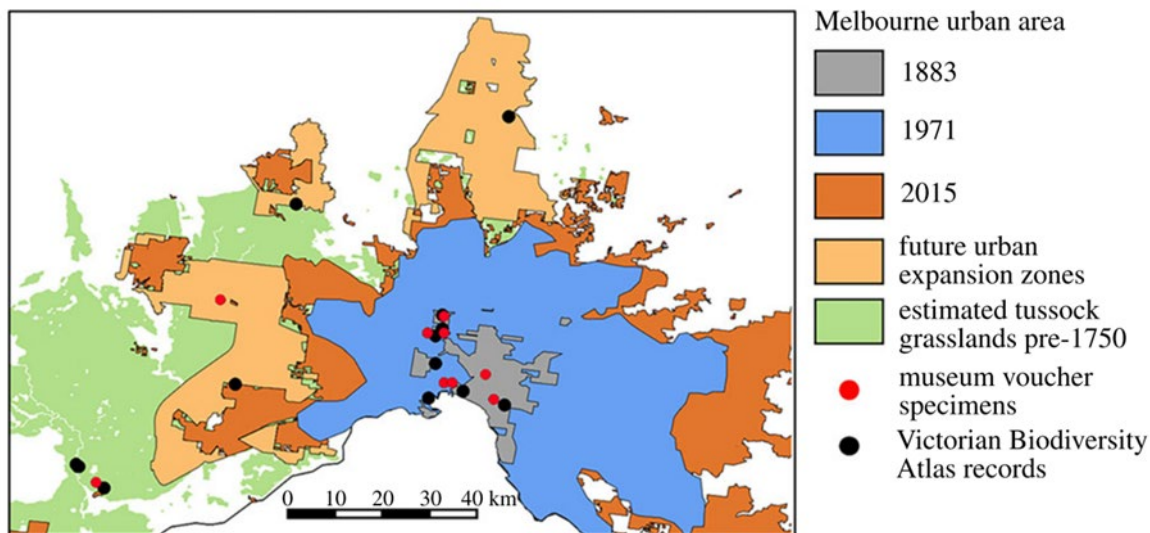 Melbourne urban area
1883
1971
2015
future urban
expansion zones
estimated tussock
grasslands pre-1750
museum voucher
specimens
Victorian Biodiversity
Atlas records
0 10 20 30 40 km